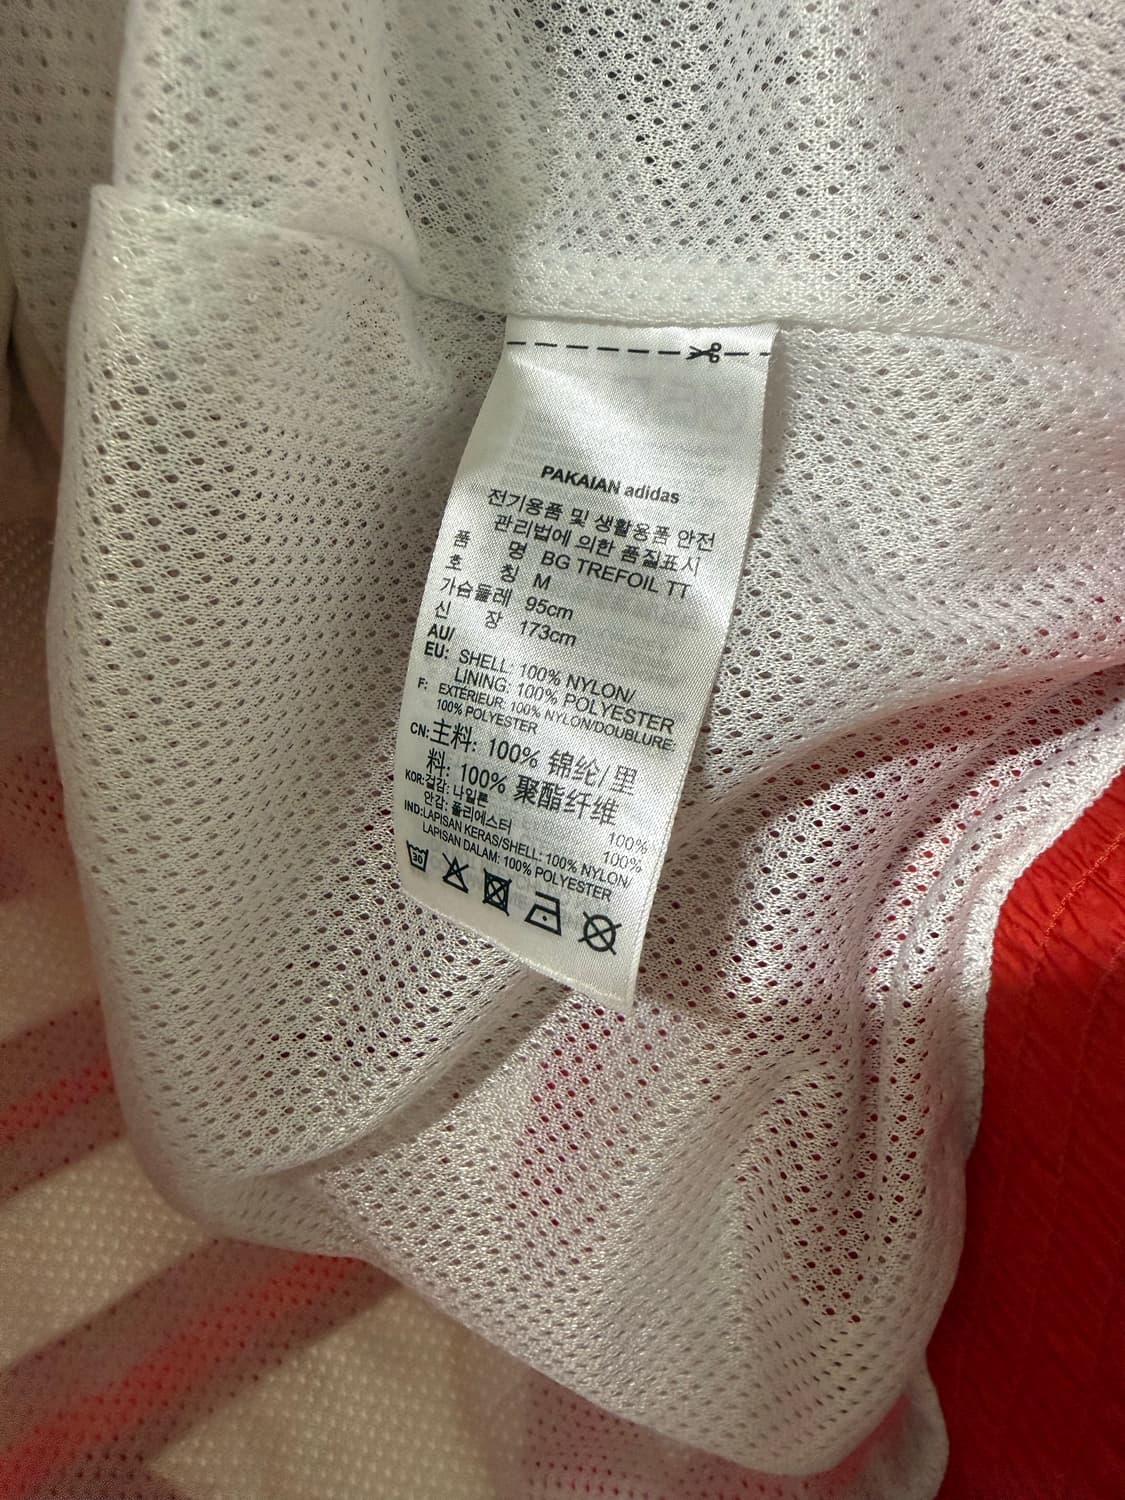 PAKAIAN adidas
전기용품 및 생활용품 안전
관리법에 의한 품질표시
품 명 BG TREFOIL TT
호 칭 M
가슴둘레 95cm
신 장 173cm
AU/
EU: SHELL: 100% NYLON/
LINING: 100% POLYESTER
F: EXTÉRIEUR: 100% NYLON/DOUBLURE:
100% POLYESTER
CN:主料: 100% 锦纶/里
料: 100% 聚酯纤维
KOR:겉감: 나일론 100%
안감: 폴리에스터 100%
IND:LAPISAN KERAS/SHELL: 100% NYLON/
LAPISAN DALAM: 100% POLYESTER
30